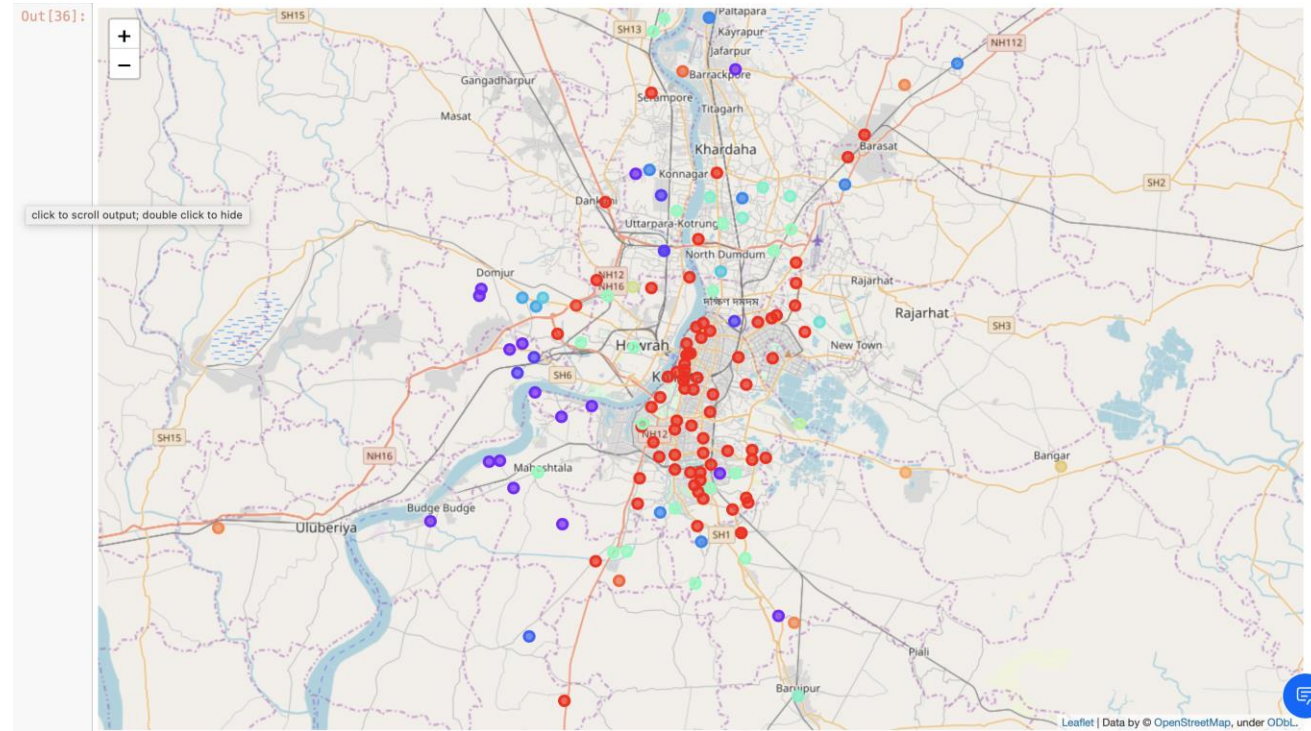 Out[36]:
+
−
SH15
Paltapara
SH13
Kayrapur
Jafarpur
NH112
Gangadharpur
Barrackpore
Serampore
Titagarh
Masat
Khardaha
Barasat
Konnagar
SH2
click to scroll output; double click to hide
Uttarpara-Kotrung
North Dumdum
Domjur
NH12
NH16
Rajarhat
দক্ষিণ দমদম
Rajarhat
SH3
New Town
SH6
SH15
NH12
NH16
Bangar
Budge Budge
Uluberiya
SH1
Piali
Leaflet | Data by © OpenStreetMap, under ODbL.